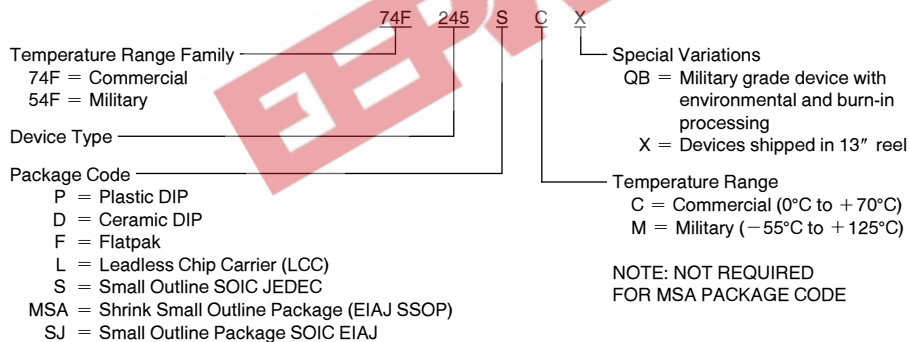 74F 245 S C X
Temperature Range Family
74F = Commercial
54F = Military
Device Type
Package Code
P = Plastic DIP
D = Ceramic DIP
F = Flatpak
L = Leadless Chip Carrier (LCC)
S = Small Outline SOIC JEDEC
MSA = Shrink Small Outline Package (EIAJ SSOP)
SJ = Small Outline Package SOIC EIAJ
Special Variations
QB = Military grade device with
environmental and burn-in
processing
X = Devices shipped in 13″ reel
Temperature Range
C = Commercial (0°C to +70°C)
M = Military (−55°C to +125°C)
NOTE: NOT REQUIRED
FOR MSA PACKAGE CODE